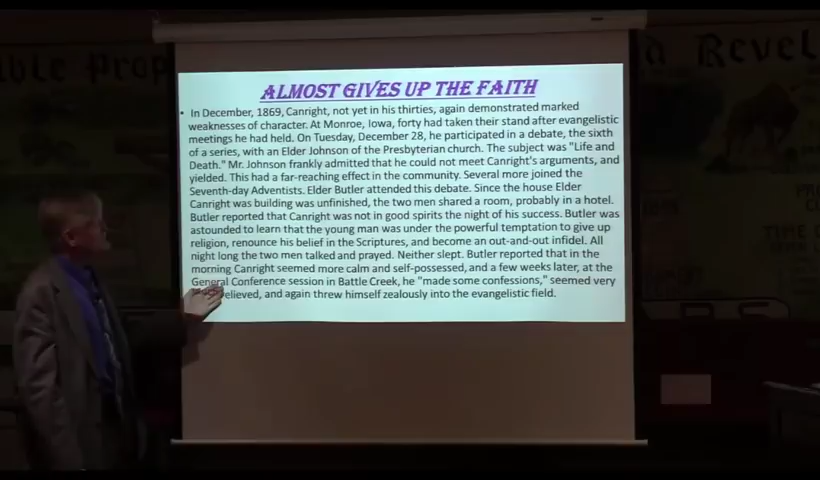 ALMOST GIVES UP THE FAITH
• In December, 1869, Canright, not yet in his thirties, again demonstrated marked
weaknesses of character. At Monroe, Iowa, forty had taken their stand after evangelistic
meetings he had held. On Tuesday, December 28, he participated in a debate, the sixth
of a series, with an Elder Johnson of the Presbyterian church. The subject was "Life and
Death." Mr. Johnson frankly admitted that he could not meet Canright's arguments, and
yielded. This had a far-reaching effect in the community. Several more joined the
Seventh-day Adventists. Elder Butler attended this debate. Since the house Elder
Canright was building was unfinished, the two men shared a room, probably in a hotel.
Butler reported that Canright was not in good spirits the night of his success. Butler was
astounded to learn that the young man was under the powerful temptation to give up
religion, renounce his belief in the Scriptures, and become an out-and-out infidel. All
night long the two men talked and prayed. Neither slept. Butler reported that in the
morning Canright seemed more calm and self-possessed, and a few weeks later, at the
General Conference session in Battle Creek, he "made some confessions," seemed very
relieved, and again threw himself zealously into the evangelistic field.